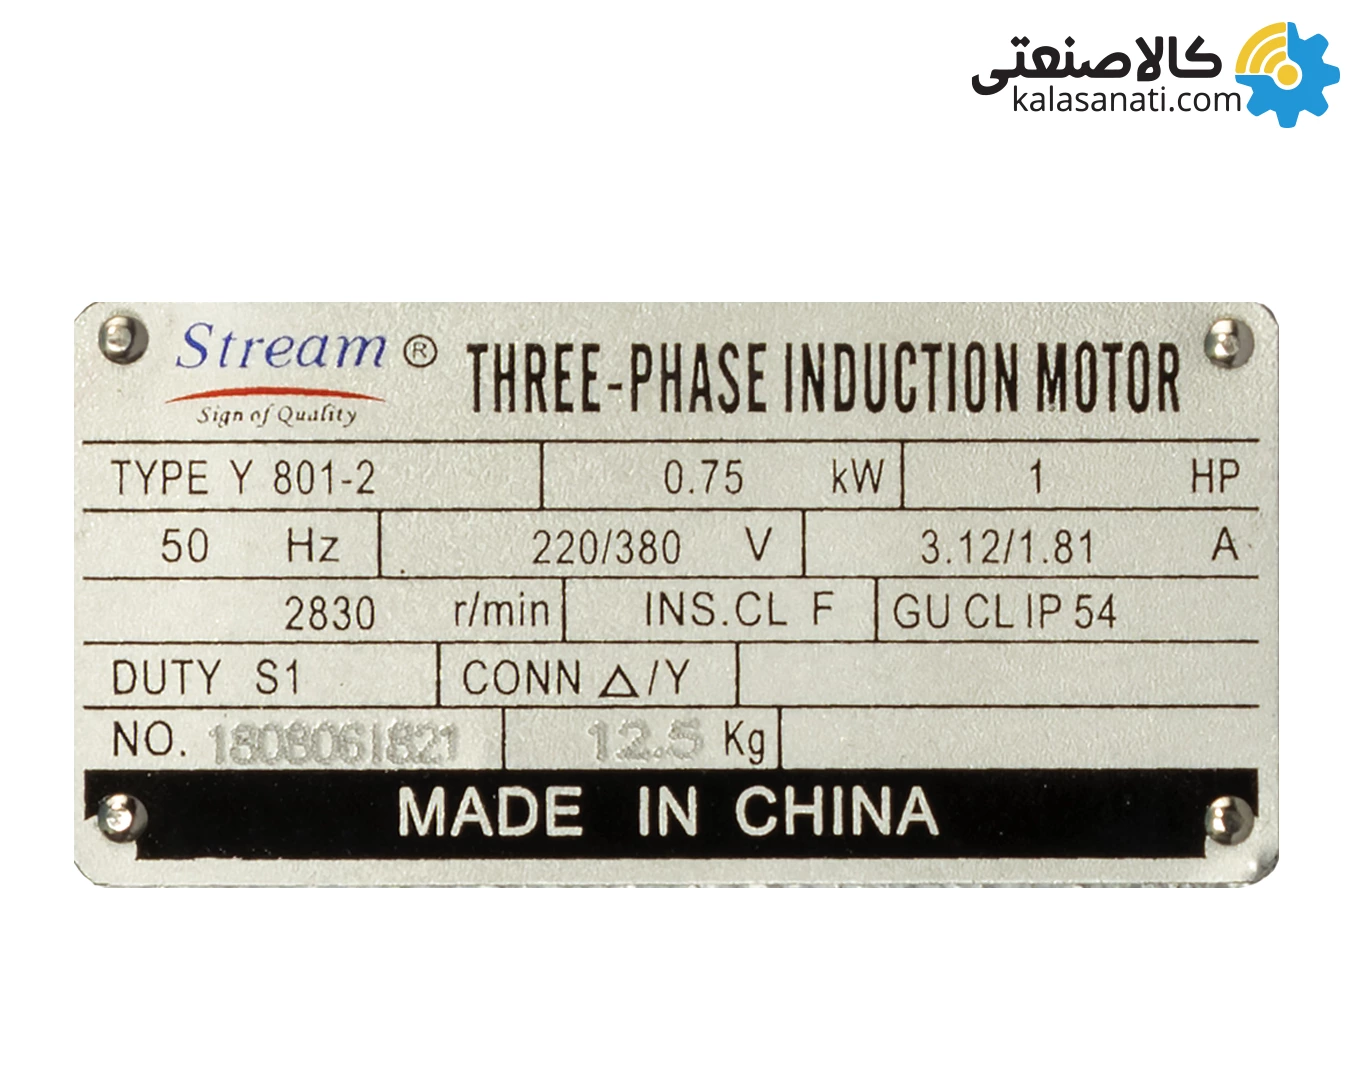 کالاصنعتی
kalasanati.com
Stream ® THREE-PHASE INDUCTION MOTOR
Sign of Quality
TYPE Y 801-2 0.75 kW 1 HP
50 Hz 220/380 V 3.12/1.81 A
2830 r/min INS.CL F GU CL IP 54
DUTY S1 CONN △/Y
NO. 1808061821 12.5 Kg
MADE IN CHINA